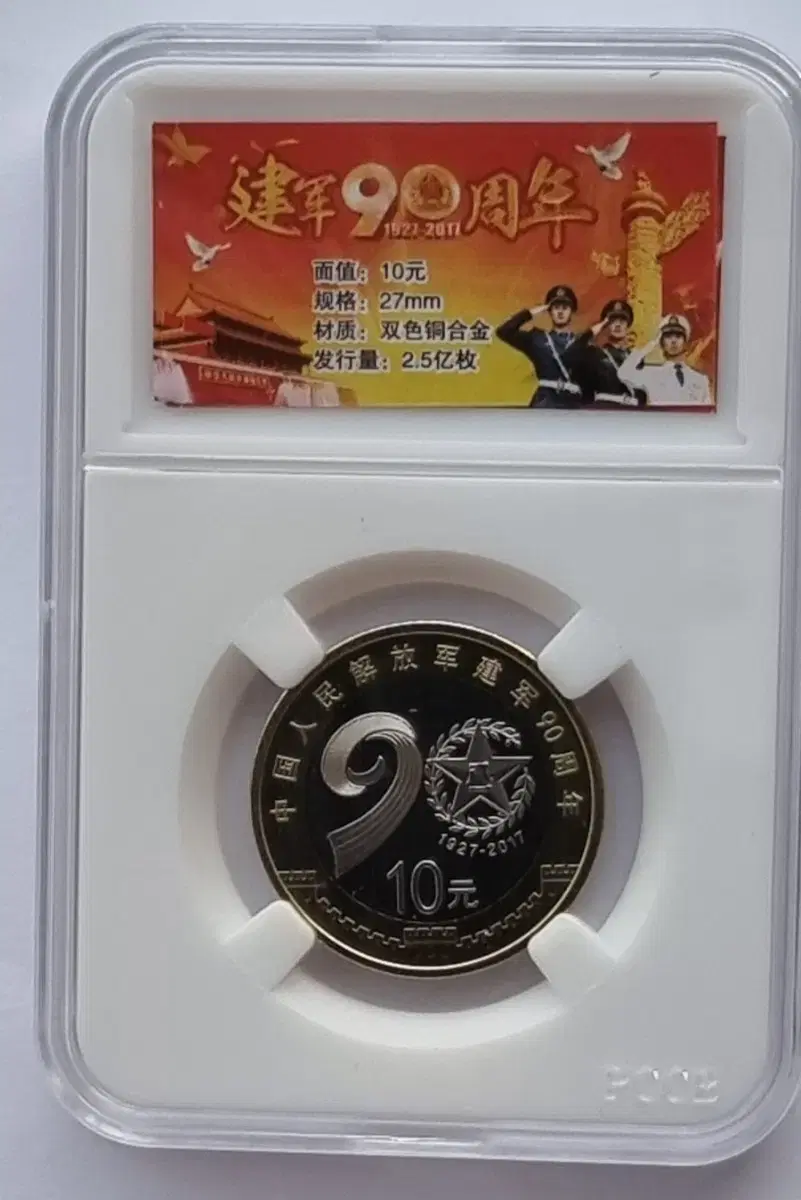 建军90周年
1927-2017
面值：10元
规格：27mm
材质：双色铜合金
发行量：2.5亿枚
中国人民解放军建军90周年
90
1927-2017
10元